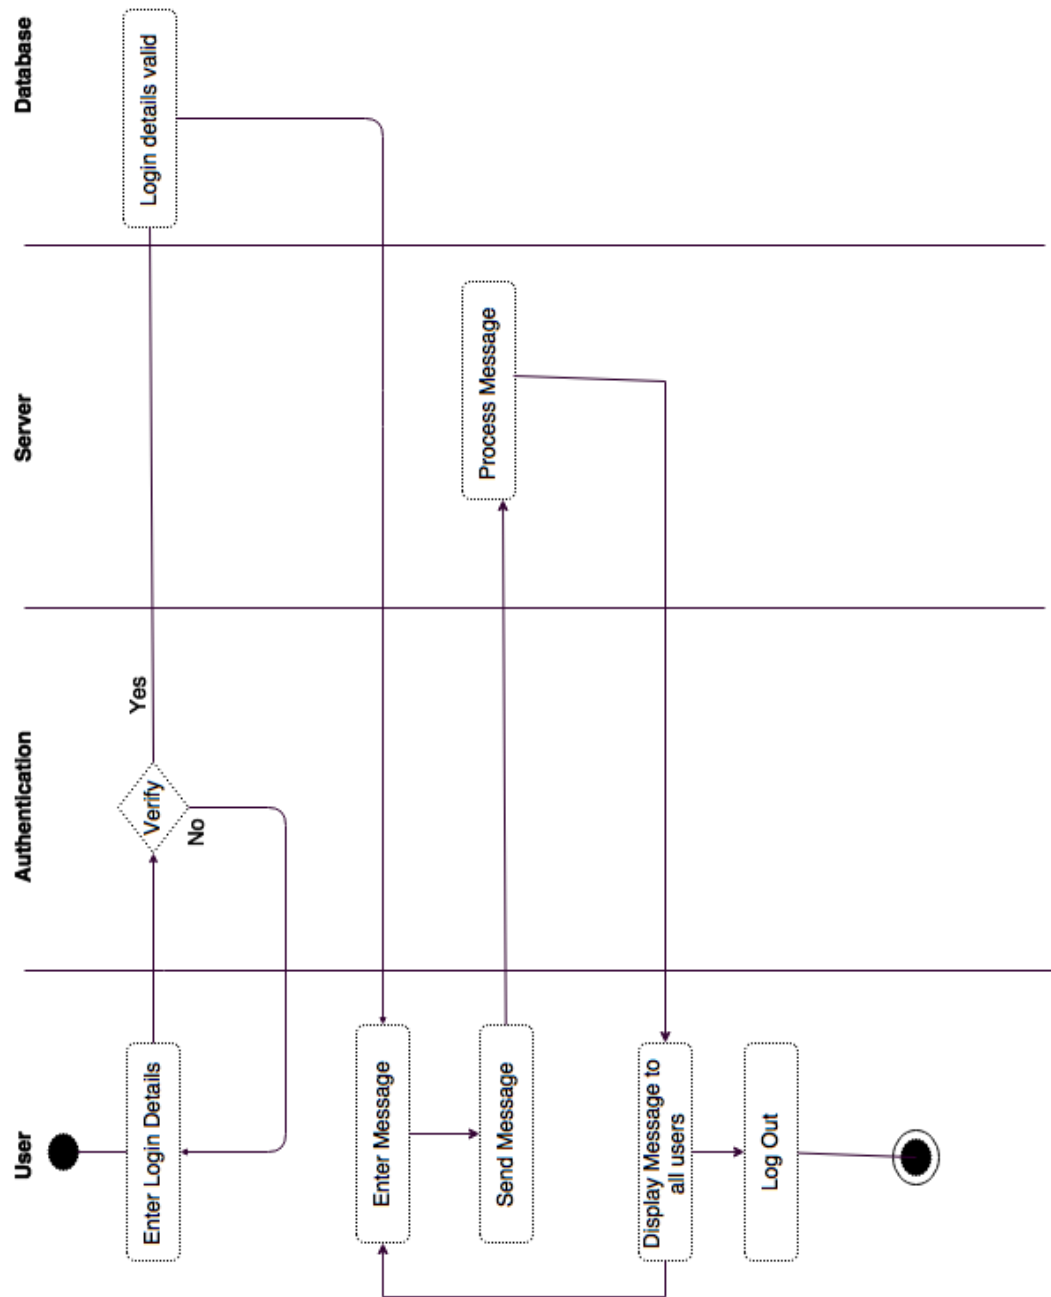 User
Authentication
Server
Database
Enter Login Details
Verify
No
Yes
Login details valid
Enter Message
Send Message
Process Message
Display Message to
all users
Log Out